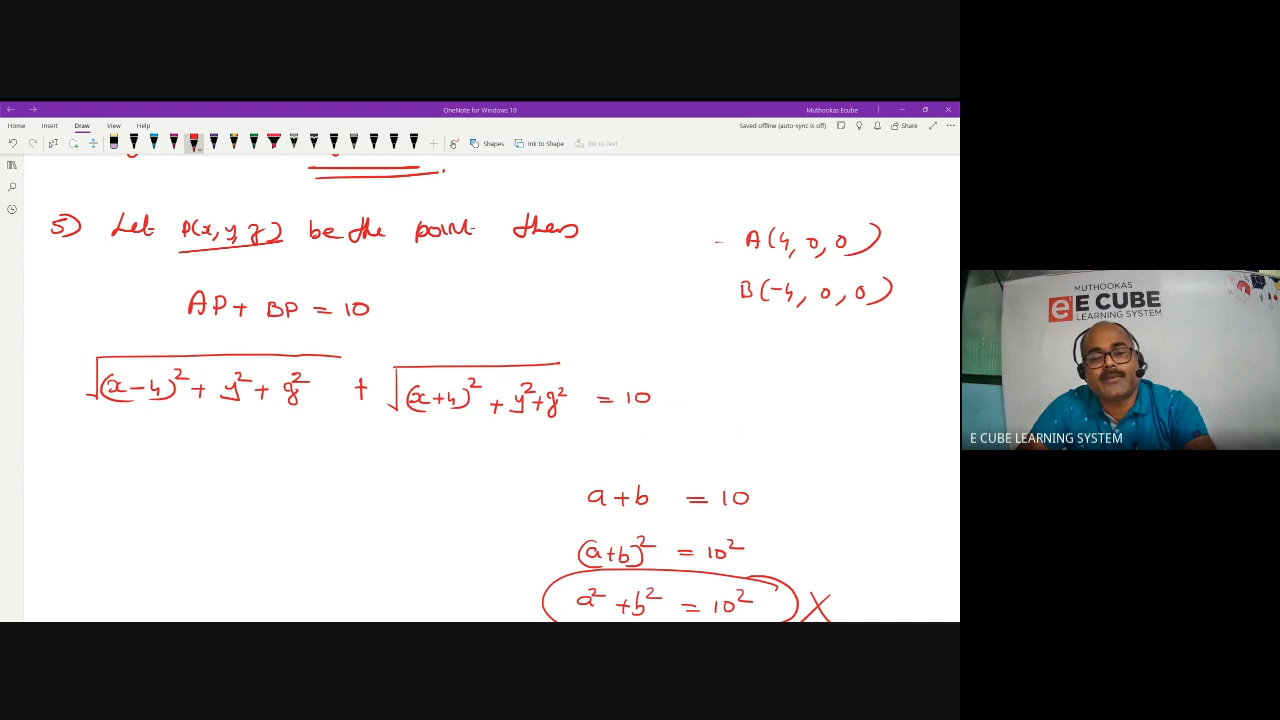 OneNote for Windows 10
Muthookas Ecube
Home Insert Draw View Help
Saved offline (auto-sync is off)
Share
Shapes
Ink to Shape
Ink to Text
5) Let P(x, y, z) be the point then
A(4, 0, 0)
B(-4, 0, 0)
AP + BP = 10
√(x-4)² + y² + z² + √(x+4)² + y² + z² = 10
a + b = 10
(a+b)² = 10²
a² + b² = 10² X
MUTHOOKAS
e E CUBE
LEARNING SYSTEM
E CUBE LEARNING SYSTEM